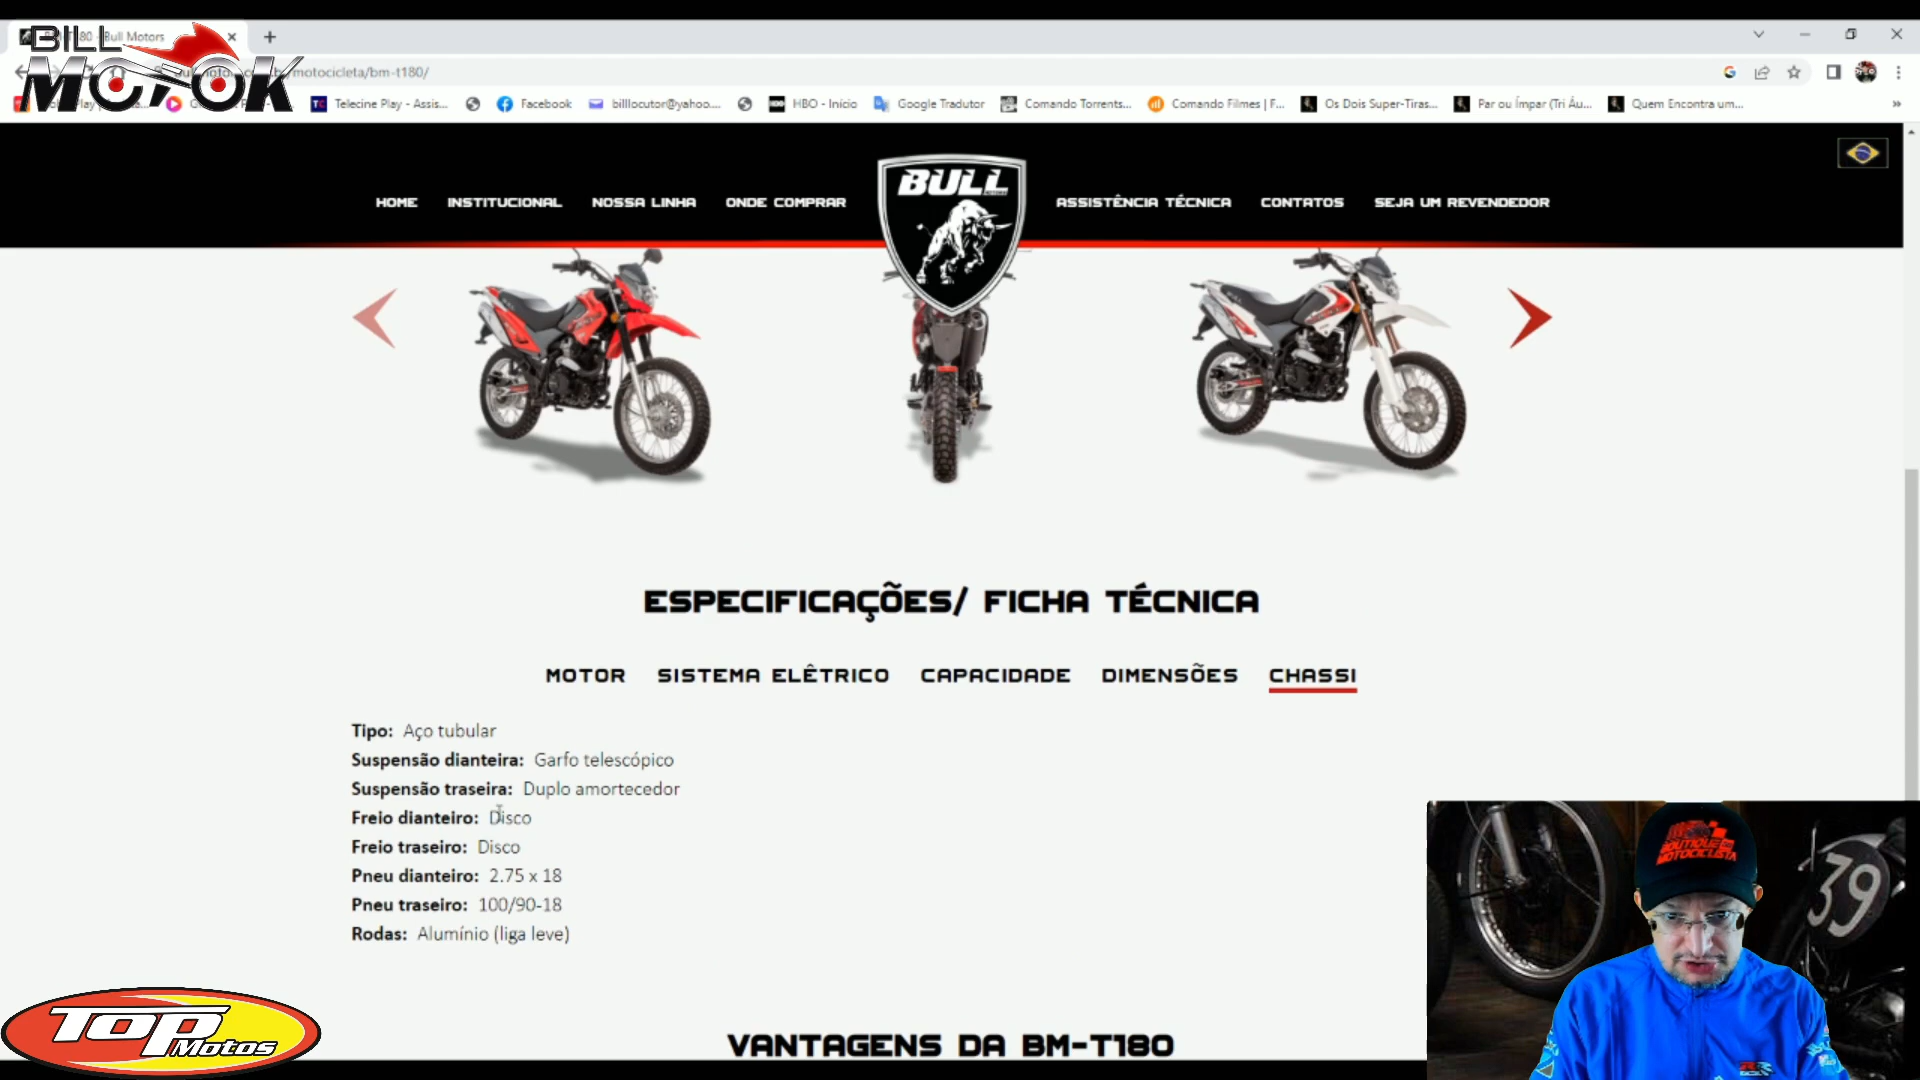 BILL
MOTOK
Bull Motors
motocicleta/bm-t180/
Telecine Play - Assis...
Facebook
billlocutor@yahoo....
HBO - Início
Google Tradutor
Comando Torrents...
Comando Filmes | F...
Os Dois Super-Tiras...
Par ou Ímpar (Tri Áu...
Quem Encontra um...
HOME
INSTITUCIONAL
NOSSA LINHA
ONDE COMPRAR
BULL
ASSISTÊNCIA TÉCNICA
CONTATOS
SEJA UM REVENDEDOR
ESPECIFICAÇÕES/ FICHA TÉCNICA
MOTOR
SISTEMA ELÊTRICO
CAPACIDADE
DIMENSÕES
CHASSI
Tipo: Aço tubular
Suspensão dianteira: Garfo telescópico
Suspensão traseira: Duplo amortecedor
Freio dianteiro: Disco
Freio traseiro: Disco
Pneu dianteiro: 2.75 x 18
Pneu traseiro: 100/90-18
Rodas: Alumínio (liga leve)
VANTAGENS DA BM-T180
TOP
Motos
BOUTIQUE DO
MOTOCICLISTA
39